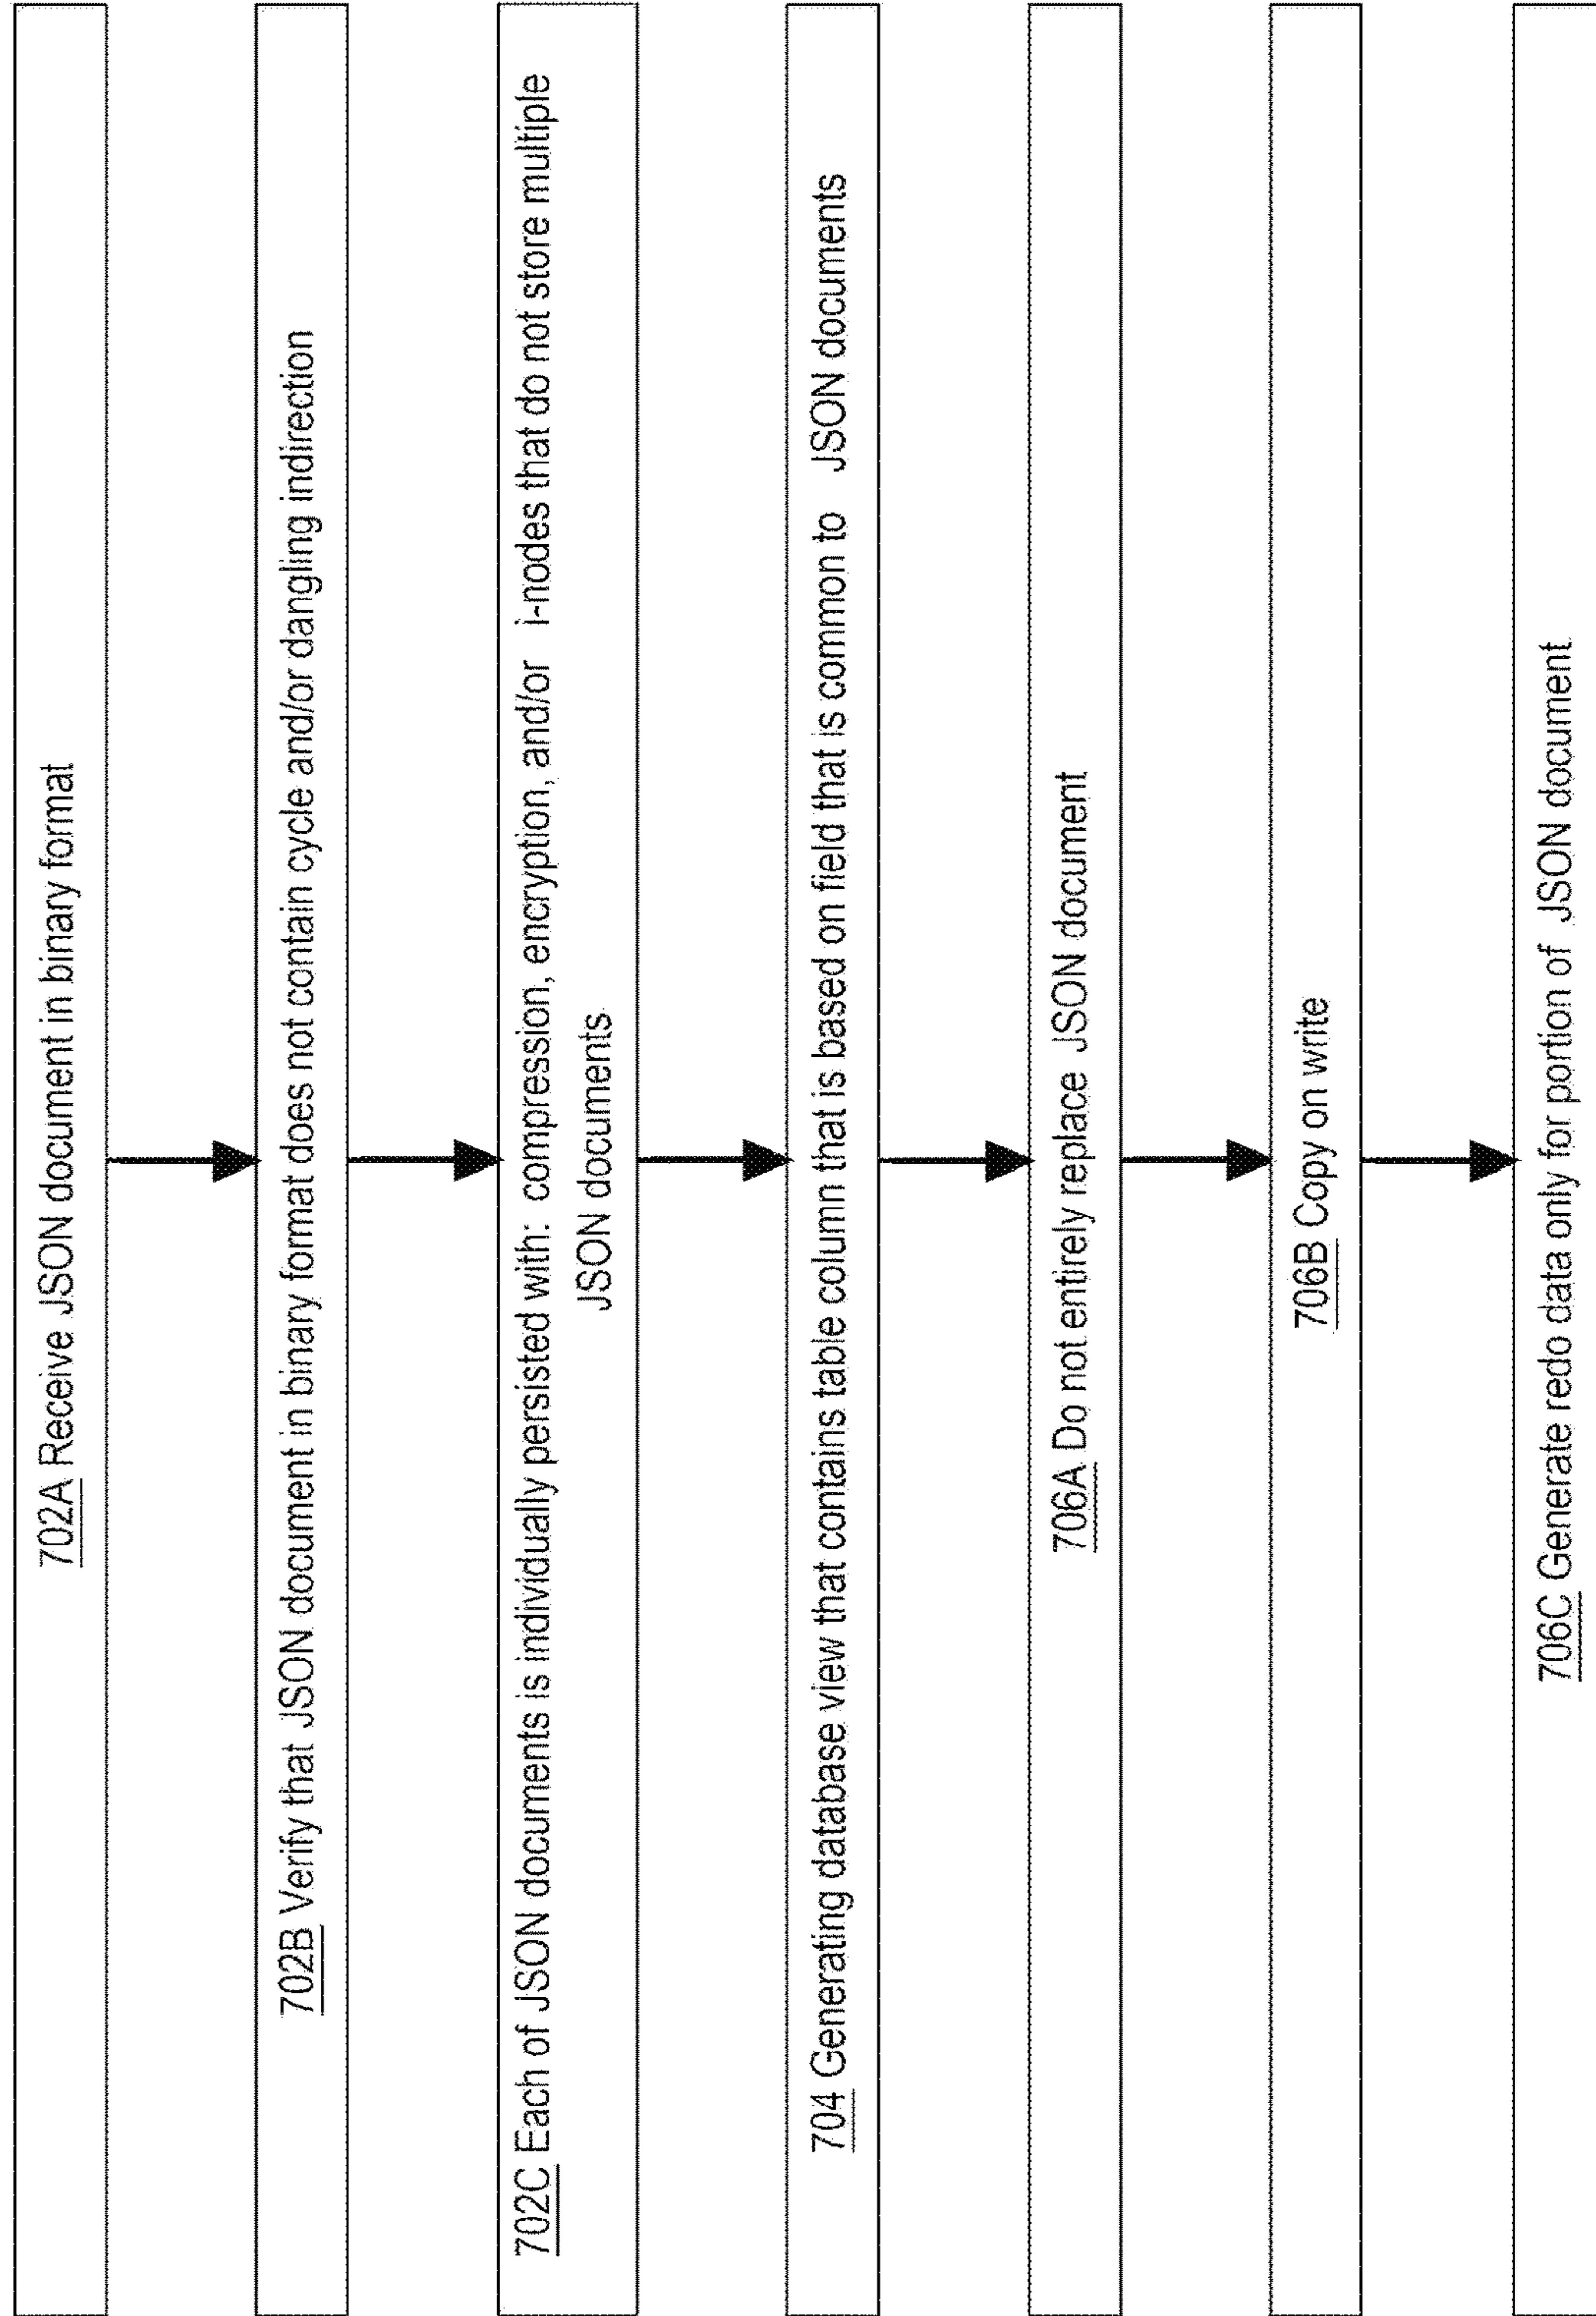 702A Receive JSON document in binary format
702B Verify that JSON document in binary format does not contain cycle and/or dangling indirection
702C Each of JSON documents is individually persisted with: compression, encryption, and/or i-nodes that do not store multiple
JSON documents
704 Generating database view that contains table column that is based on field that is common to JSON documents
706A Do not entirely replace JSON document
706B Copy on write
706C Generate redo data only for portion of JSON document